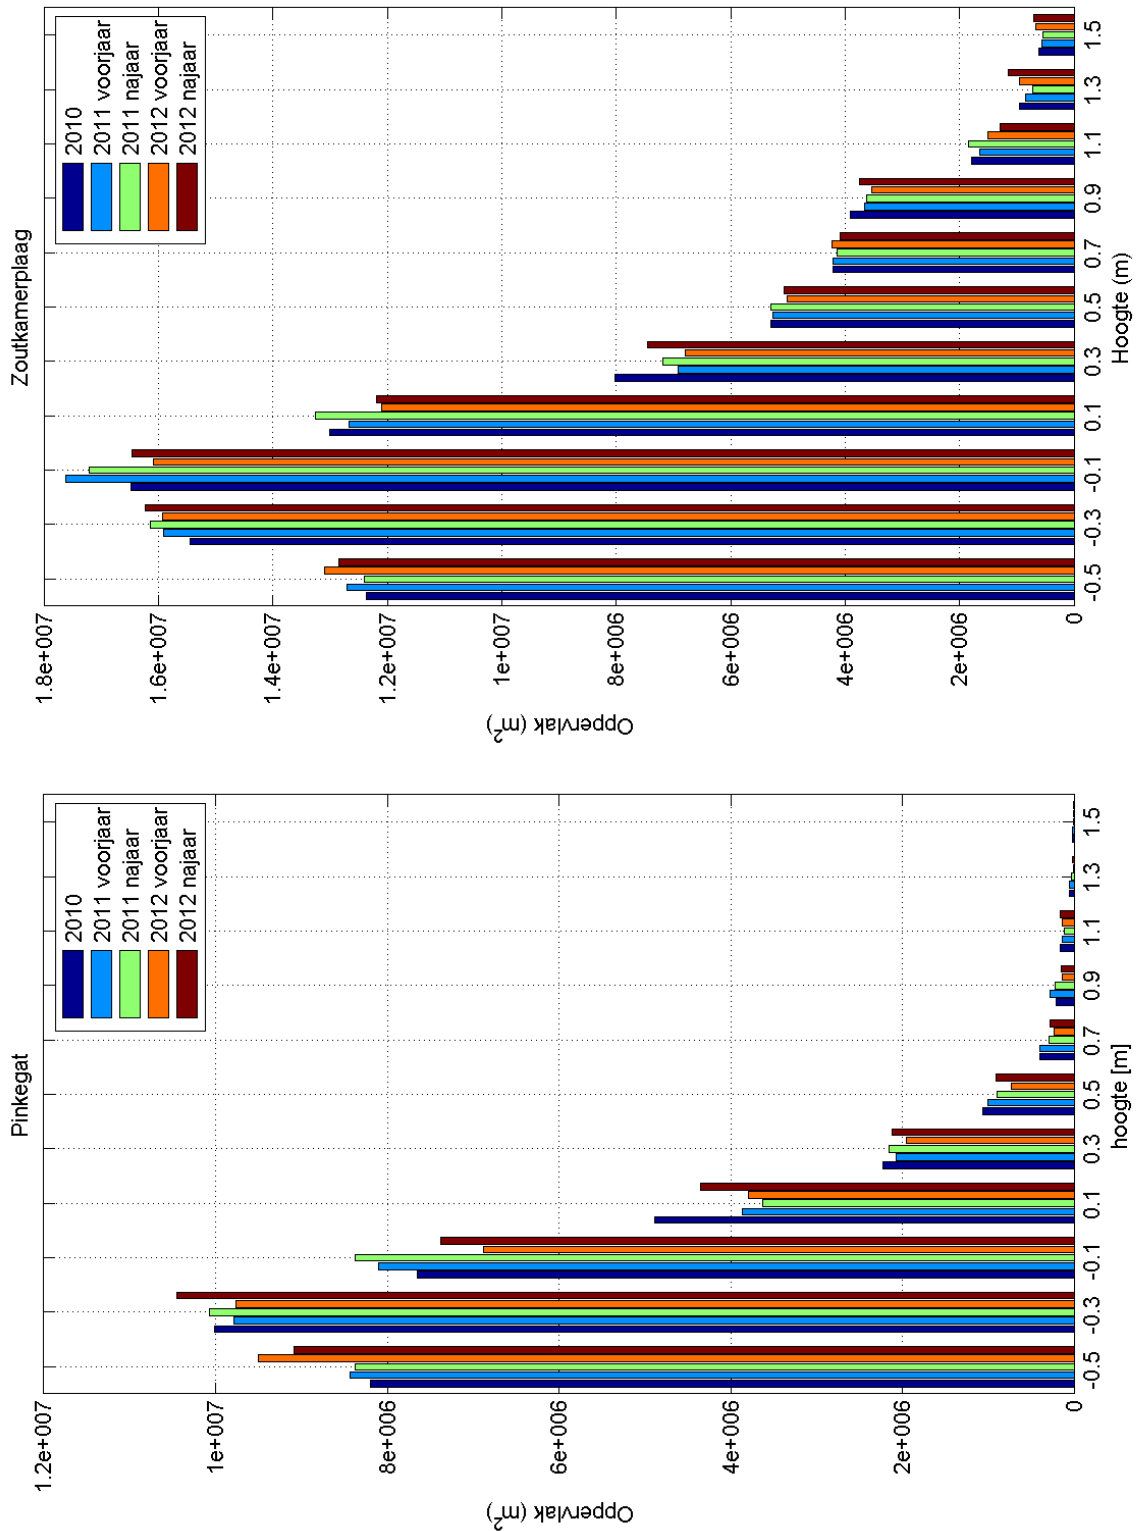 Pinkegat
1.2e+007
1e+007
8e+006
6e+006
4e+006
2e+006
0
Oppervlak (m²)
2010
2011 voorjaar
2011 najaar
2012 voorjaar
2012 najaar
-0.5 -0.3 -0.1 0.1 0.3 0.5 0.7 0.9 1.1 1.3 1.5
hoogte [m]
Zoutkamerplaag
1.8e+007
1.6e+007
1.4e+007
1.2e+007
1e+007
8e+006
6e+006
4e+006
2e+006
0
Oppervlak (m²)
2010
2011 voorjaar
2011 najaar
2012 voorjaar
2012 najaar
-0.5 -0.3 -0.1 0.1 0.3 0.5 0.7 0.9 1.1 1.3 1.5
Hoogte (m)